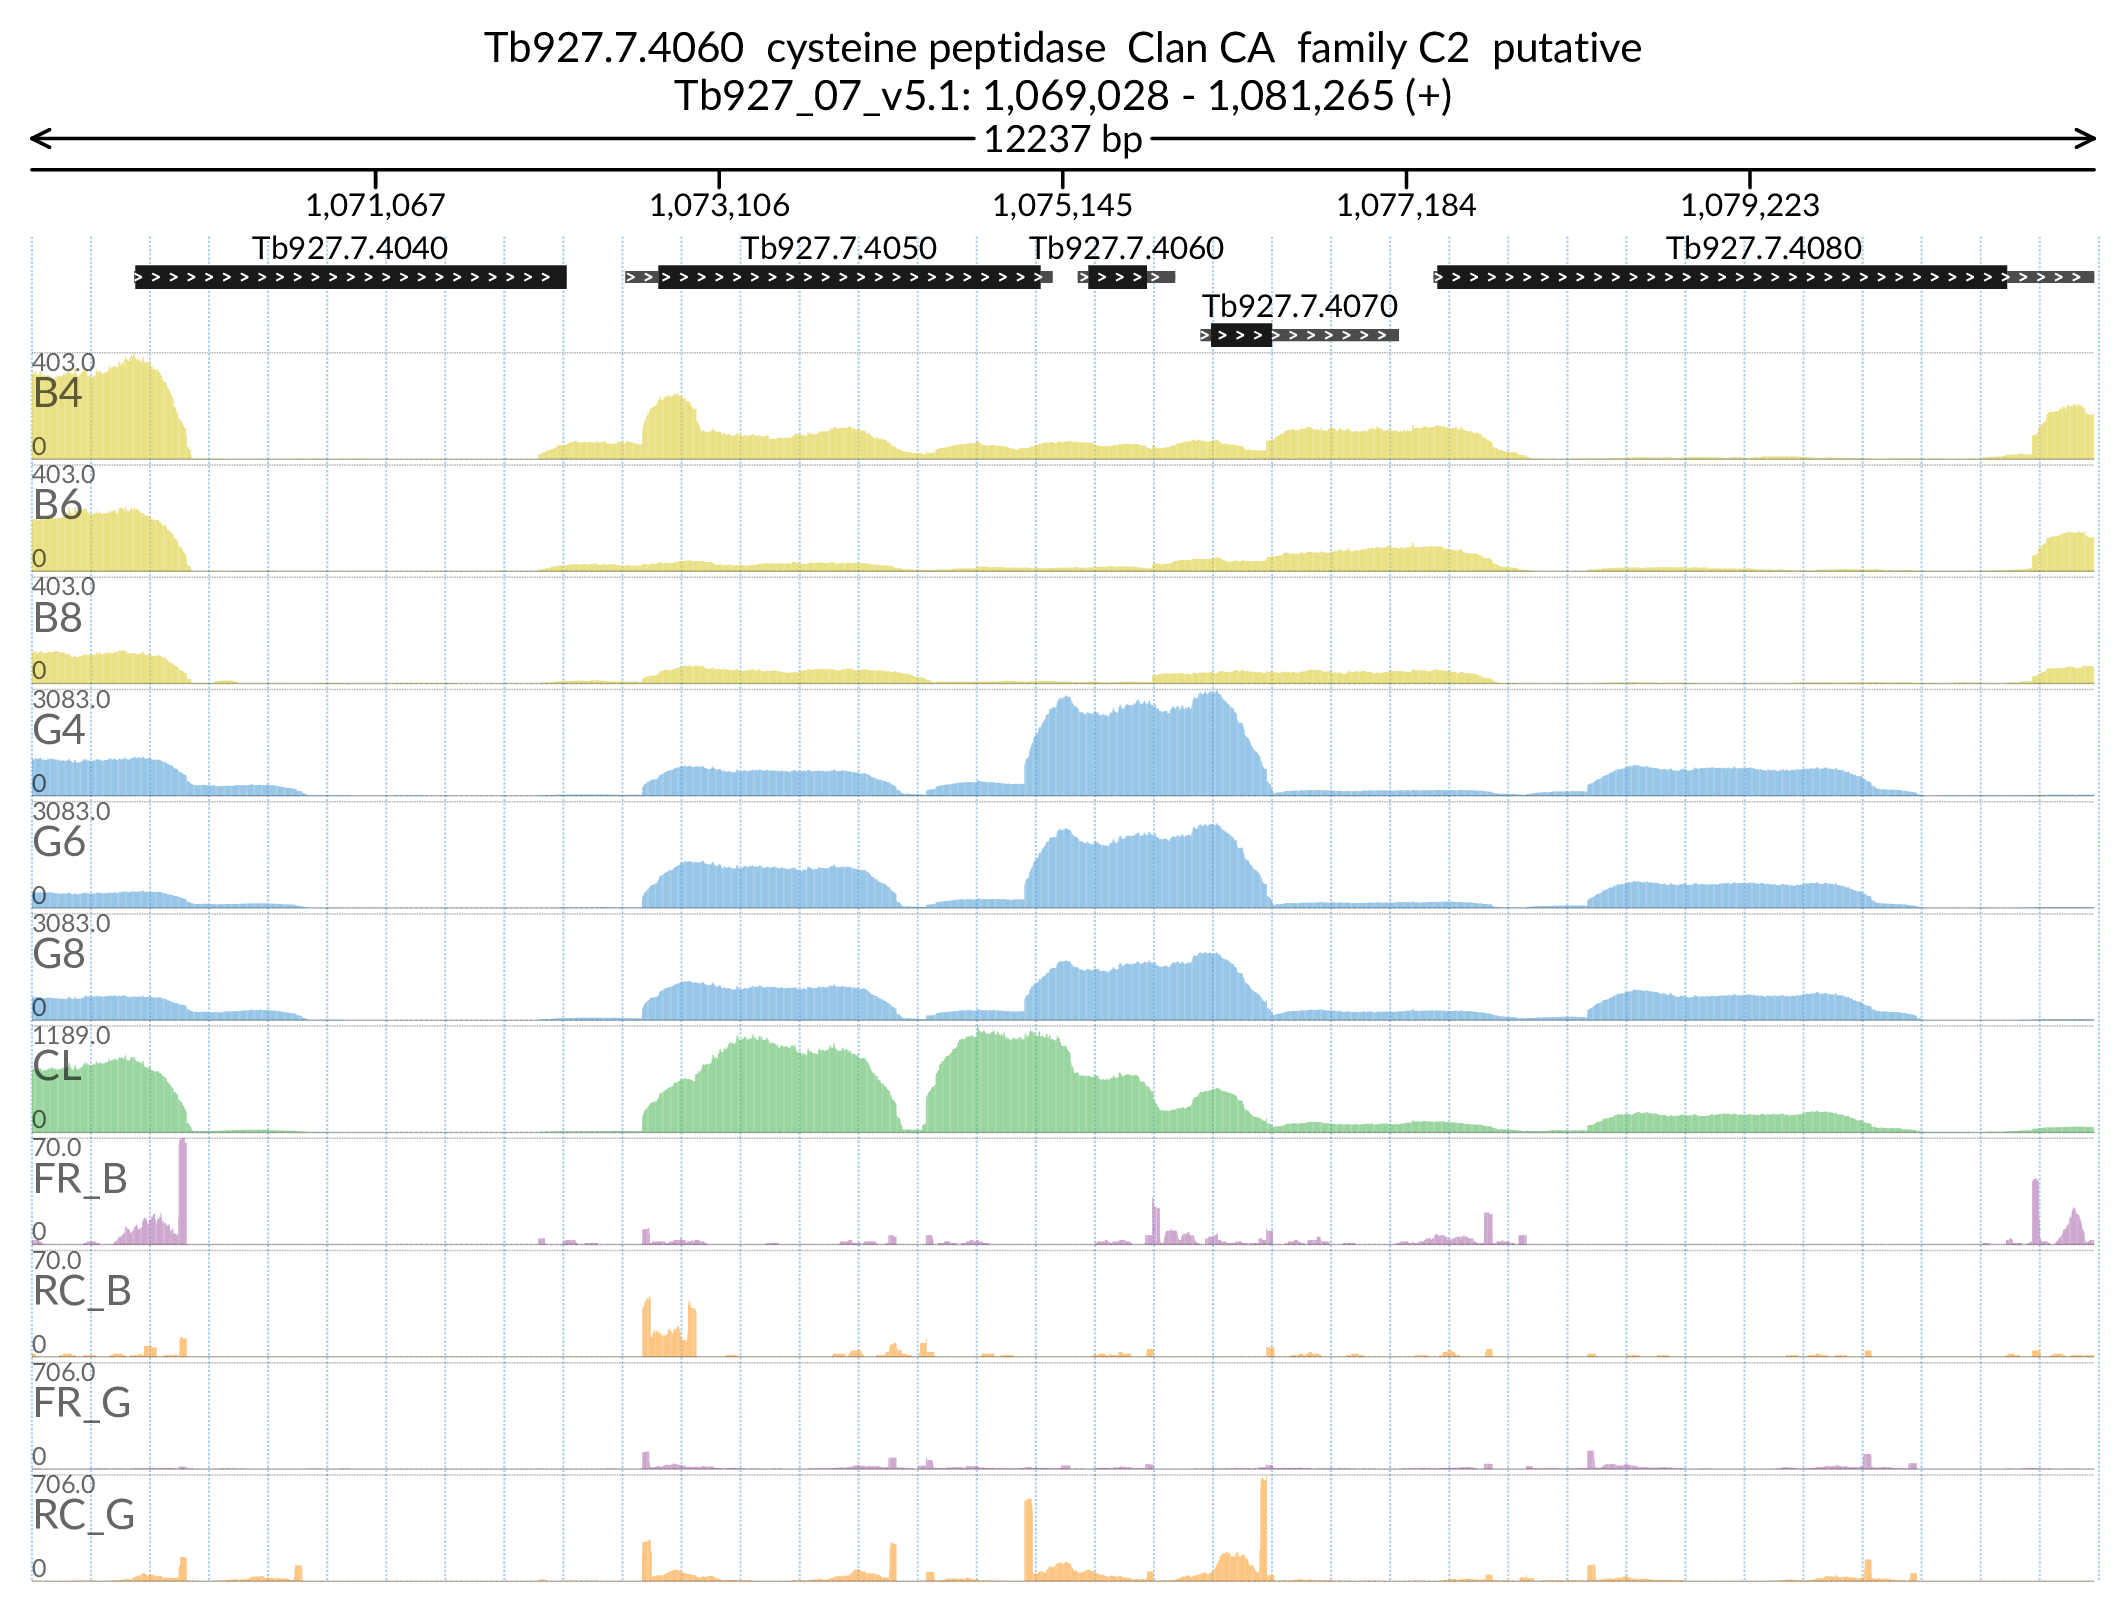 Tb927.7.4060  cysteine peptidase  Clan CA  family C2  putative
Tb927_07_v5.1: 1,069,028 - 1,081,265 (+)
12237 bp
1,071,067 1,073,106 1,075,145 1,077,184 1,079,223
Tb927.7.4040 Tb927.7.4050 Tb927.7.4060 Tb927.7.4080
Tb927.7.4070
403.0
B4
0
403.0
B6
0
403.0
B8
0
3083.0
G4
0
3083.0
G6
0
3083.0
G8
0
1189.0
CL
0
70.0
FR_B
0
70.0
RC_B
0
706.0
FR_G
0
706.0
RC_G
0